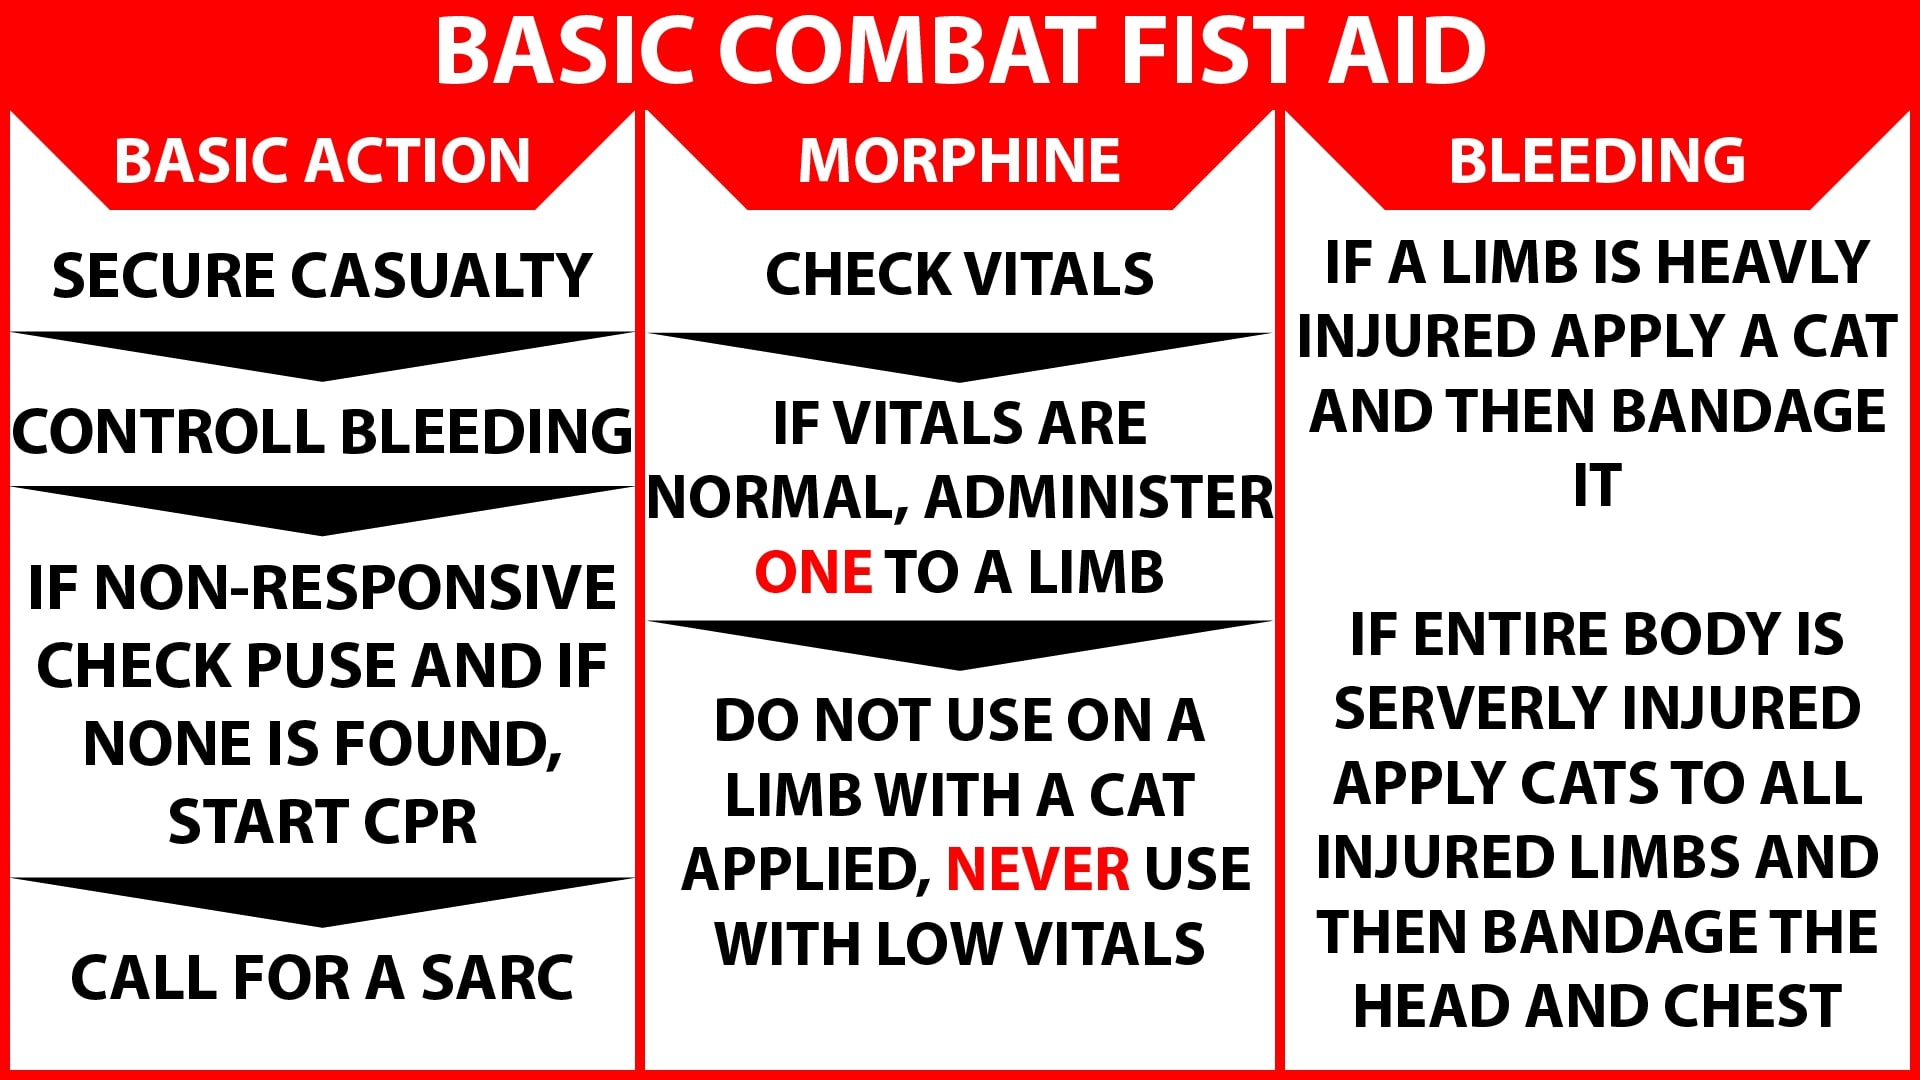 BASIC COMBAT FIST AID
BASIC ACTION
SECURE CASUALTY
CONTROLL BLEEDING
IF NON-RESPONSIVE
CHECK PUSE AND IF
NONE IS FOUND,
START CPR
CALL FOR A SARC
MORPHINE
CHECK VITALS
IF VITALS ARE
NORMAL, ADMINISTER
ONE TO A LIMB
DO NOT USE ON A
LIMB WITH A CAT
APPLIED, NEVER USE
WITH LOW VITALS
BLEEDING
IF A LIMB IS HEAVLY
INJURED APPLY A CAT
AND THEN BANDAGE
IT
IF ENTIRE BODY IS
SERVERLY INJURED
APPLY CATS TO ALL
INJURED LIMBS AND
THEN BANDAGE THE
HEAD AND CHEST